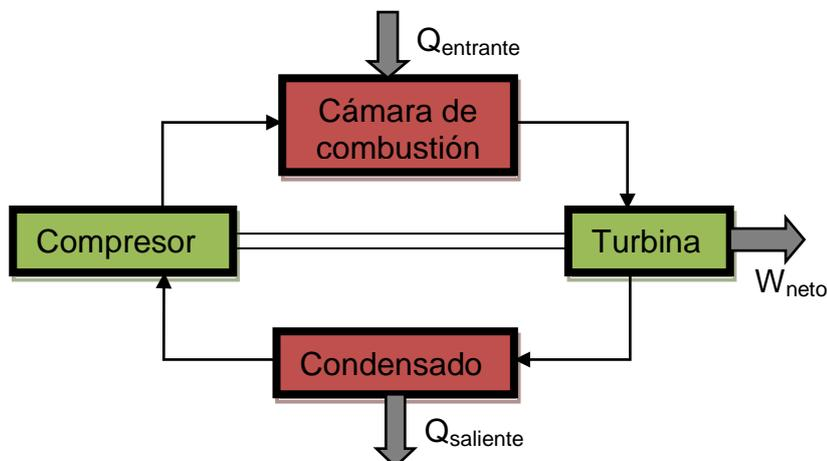 Qentrante
Cámara de
combustión
Compresor
Turbina
Wneto
Condensado
Qsaliente